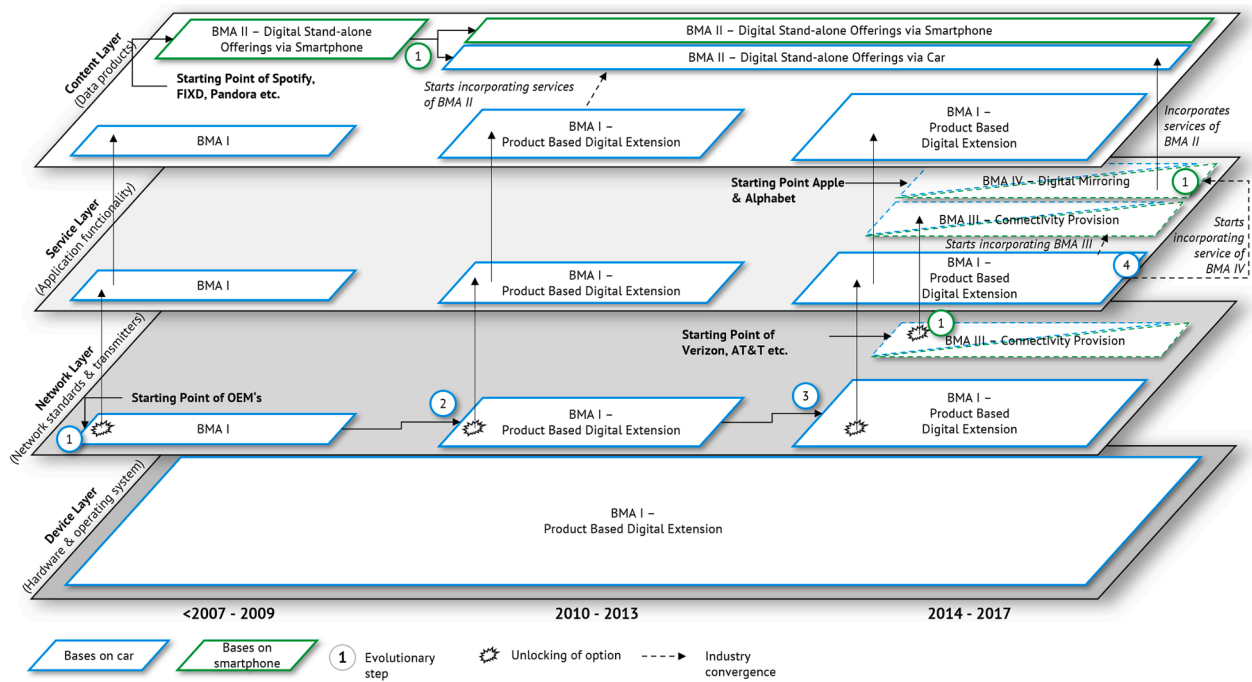 Content Layer
(Data products)
BMA II – Digital Stand-alone
Offerings via Smartphone
1
BMA II – Digital Stand-alone Offerings via Smartphone
BMA II – Digital Stand-alone Offerings via Car
Starting Point of Spotify,
FIXD, Pandora etc.
Starts incorporating services
of BMA II
BMA I
BMA I –
Product Based Digital Extension
BMA I –
Product Based
Digital Extension
Incorporates
services of
BMA II
Service Layer
(Application functionality)
Starting Point Apple
& Alphabet
BMA IV – Digital Mirroring
1
BMA III – Connectivity Provision
Starts incorporating BMA III
Starts
incorporating
service of
BMA IV
BMA I
BMA I –
Product Based Digital Extension
BMA I –
Product Based
Digital Extension
4
Network Layer
(Network standards & transmitters)
Starting Point of
Verizon, AT&T etc.
1
BMA III – Connectivity Provision
Starting Point of OEM‘s
1
BMA I
2
BMA I –
Product Based Digital Extension
3
BMA I –
Product Based
Digital Extension
Device Layer
(Hardware & operating system)
BMA I –
Product Based Digital Extension
<2007 - 2009
2010 - 2013
2014 - 2017
Bases on car
Bases on
smartphone
1
Evolutionary
step
Unlocking of option
Industry
convergence